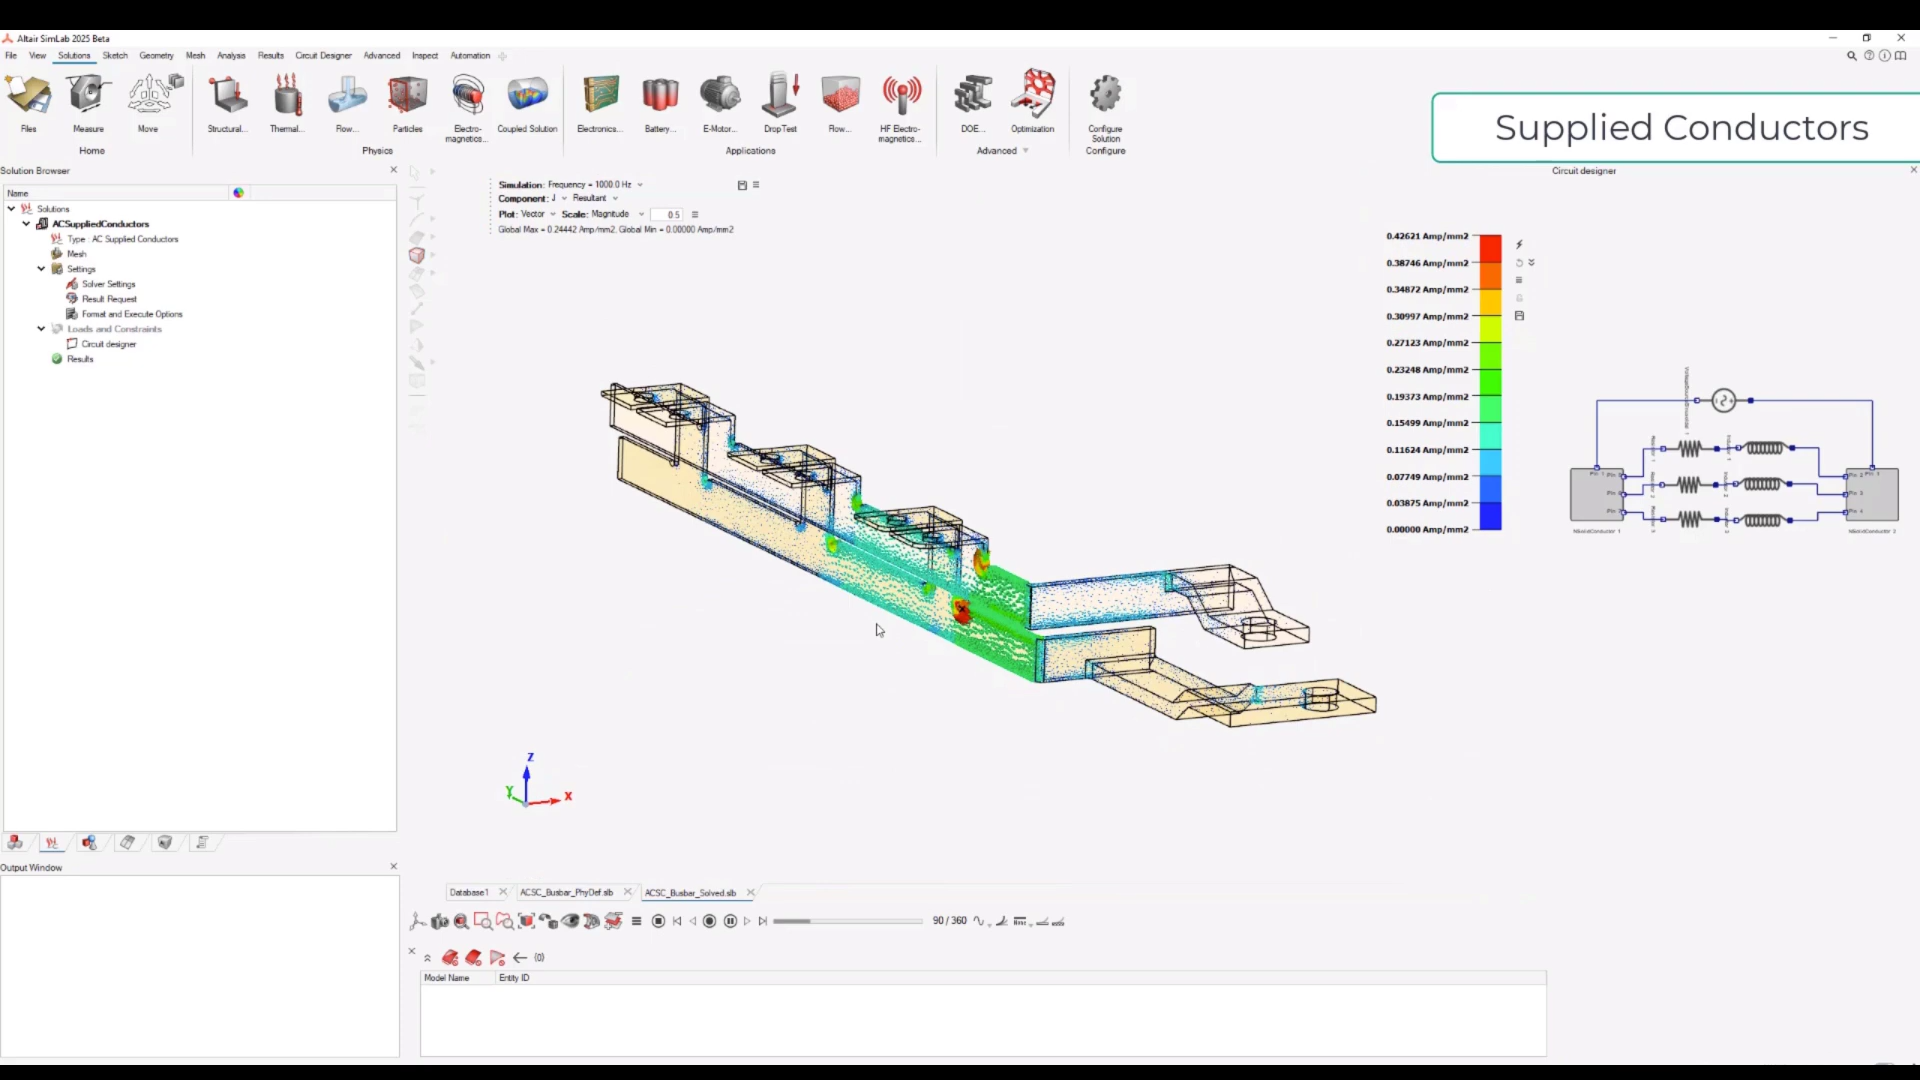 Altair SimLab 2025 Beta
File View Solutions Sketch Geometry Mesh Analysis Results Circuit Designer Advanced Inspect Automation
Files Measure Move Structural... Thermal... Flow... Particles Electro-magnetics... Coupled Solution Electronics... Battery... E-Motor... Drop Test Flow... HF Electro-magnetics... DOE... Optimization Configure Solution
Home Physics Applications Advanced Configure
Supplied Conductors
Solution Browser
Circuit designer
Name
Solutions
ACSuppliedConductors
Type : AC Supplied Conductors
Mesh
Settings
Solver Settings
Result Request
Format and Execute Options
Loads and Constraints
Circuit designer
Results
Simulation: Frequency = 1000.0 Hz
Component: J Resultant
Plot: Vector Scale: Magnitude 0.5
Global Max = 0.24442 Amp/mm2, Global Min = 0.00000 Amp/mm2
0.42621 Amp/mm2
0.38746 Amp/mm2
0.34872 Amp/mm2
0.30997 Amp/mm2
0.27123 Amp/mm2
0.23248 Amp/mm2
0.19373 Amp/mm2
0.15499 Amp/mm2
0.11624 Amp/mm2
0.07749 Amp/mm2
0.03875 Amp/mm2
0.00000 Amp/mm2
Z
Y
X
Output Window
Database1 ACSC_Busbar_PhyDef.slb ACSC_Busbar_Solved.slb
90 / 360
(0)
Model Name Entity ID